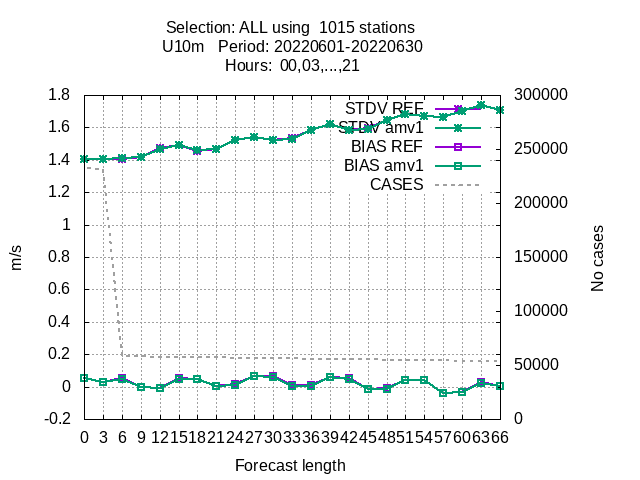 Selection: ALL using  1015 stations
U10m   Period: 20220601-20220630
Hours:  00,03,...,21
1.8
1.6
1.4
1.2
1
0.8
0.6
0.4
0.2
0
-0.2
300000
250000
200000
150000
100000
50000
0
m/s
No cases
STDV REF
STDV amv1
BIAS REF
BIAS amv1
CASES
0 3 6 9 12 15 18 21 24 27 30 33 36 39 42 45 48 51 54 57 60 63 66
Forecast length